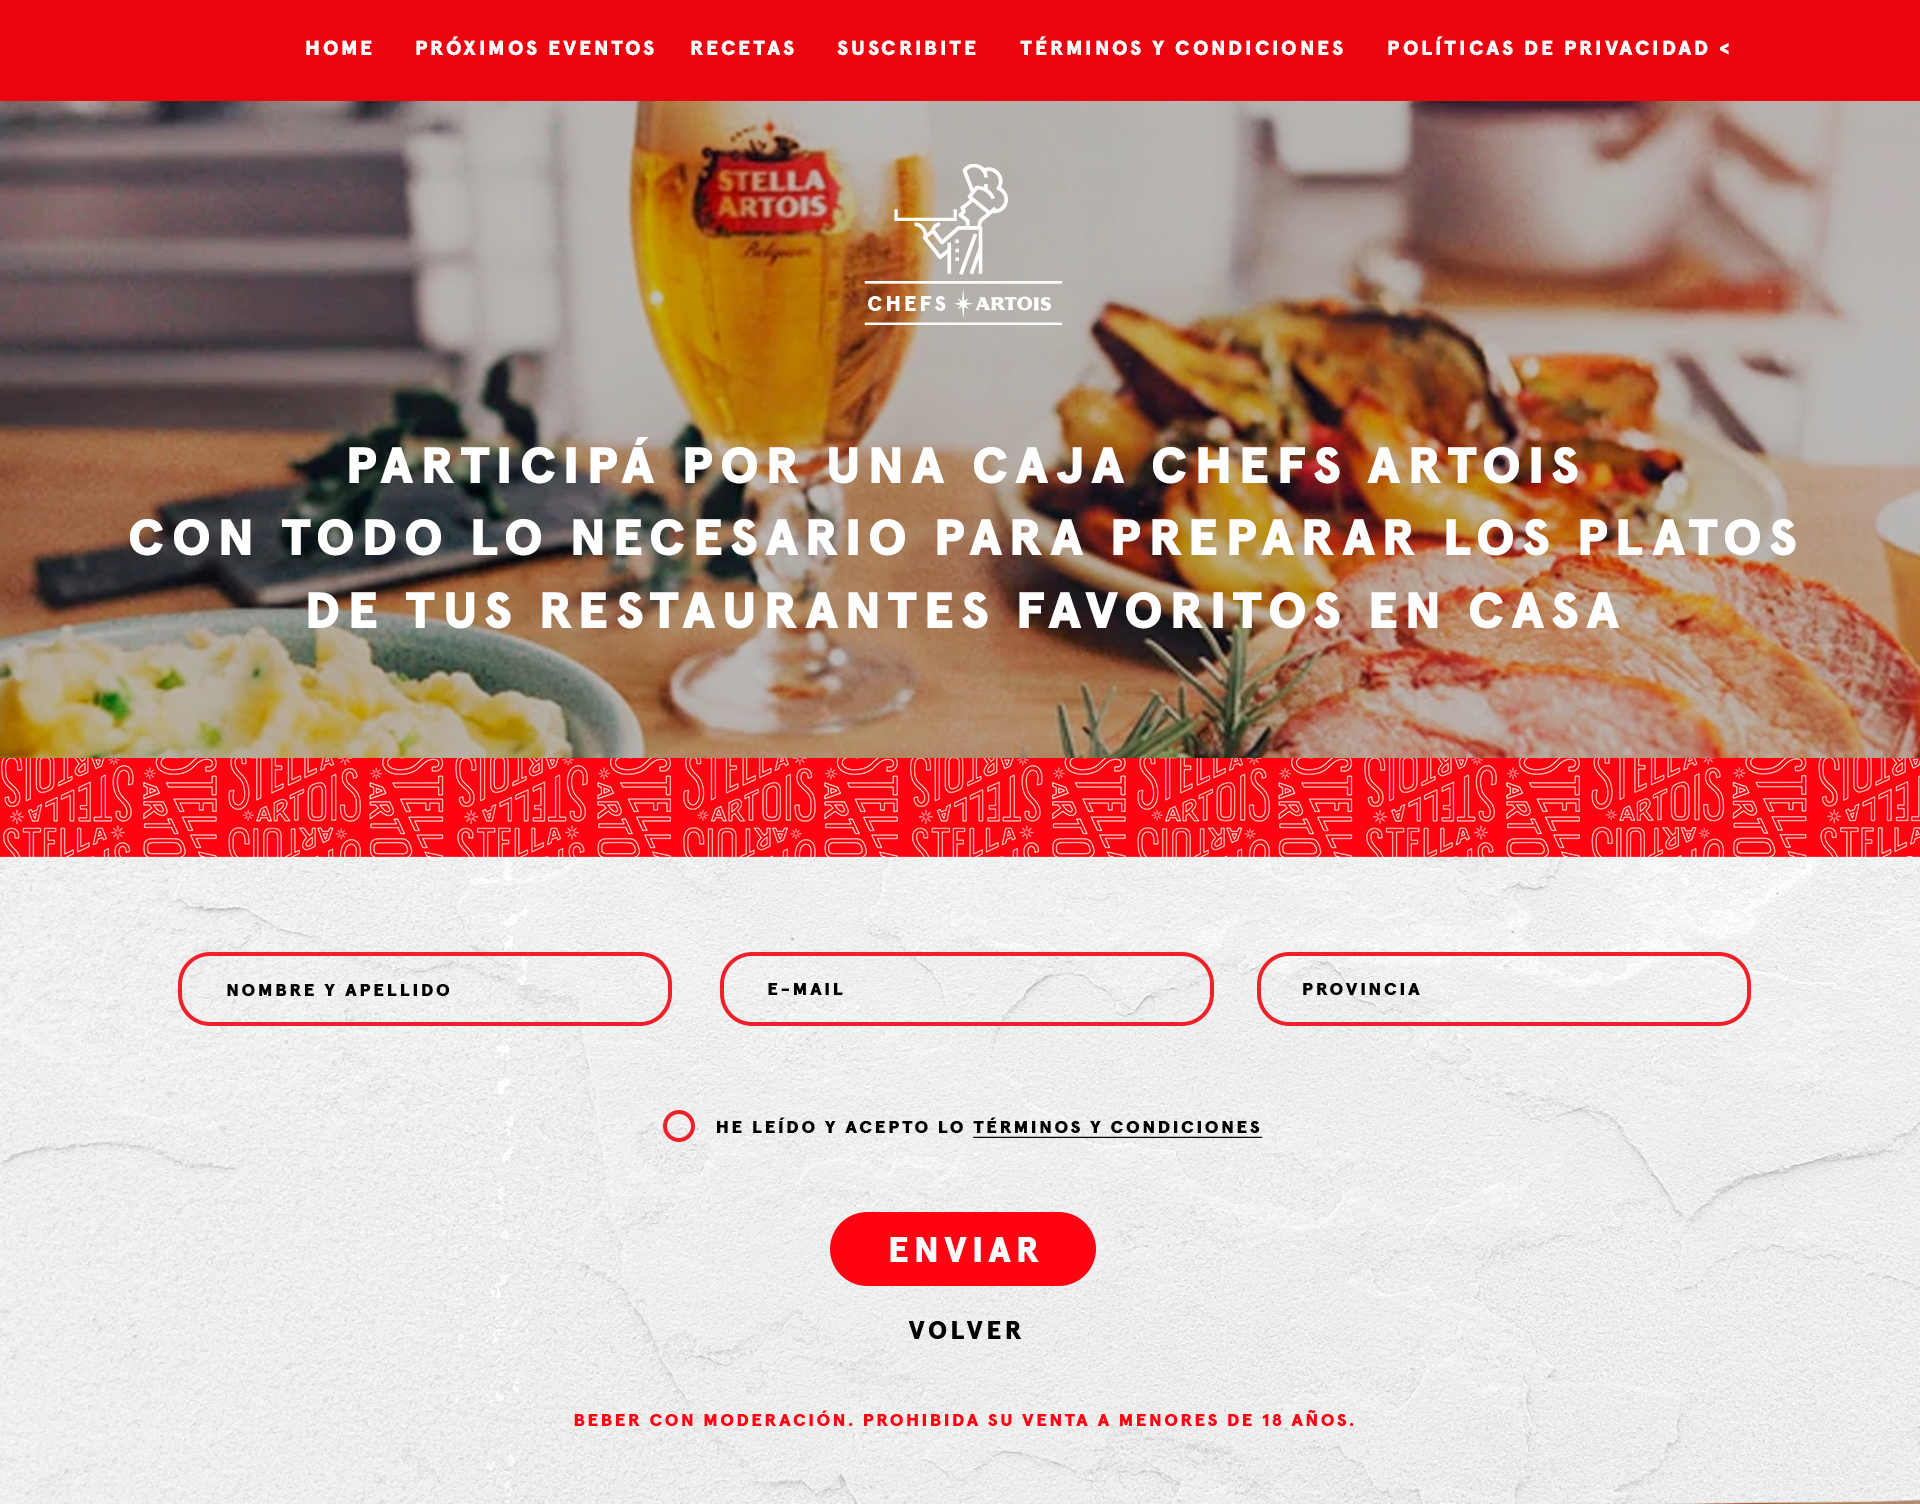 HOME PRÓXIMOS EVENTOS RECETAS SUSCRIBITE TÉRMINOS Y CONDICIONES POLÍTICAS DE PRIVACIDAD <
STELLA
ARTOIS
Belgium
CHEFS ARTOIS
PARTICIPÁ POR UNA CAJA CHEFS ARTOIS
CON TODO LO NECESARIO PARA PREPARAR LOS PLATOS
DE TUS RESTAURANTES FAVORITOS EN CASA
STELLA ARTOIS
NOMBRE Y APELLIDO
E-MAIL
PROVINCIA
HE LEÍDO Y ACEPTO LO TÉRMINOS Y CONDICIONES
ENVIAR
VOLVER
BEBER CON MODERACIÓN. PROHIBIDA SU VENTA A MENORES DE 18 AÑOS.